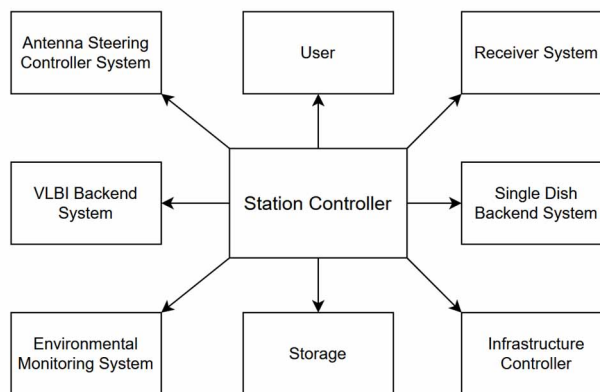 Antenna Steering
Controller System
User
Receiver System
VLBI Backend
System
Station Controller
Single Dish
Backend System
Environmental
Monitoring System
Storage
Infrastructure
Controller